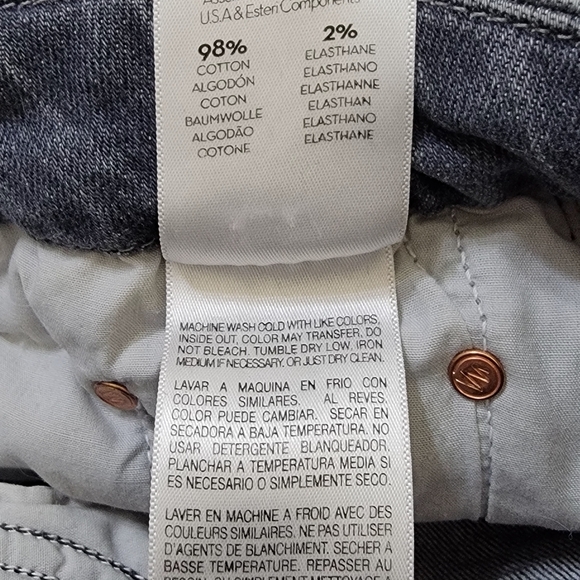 U.S.A & Esteri Components
98%
COTTON
ALGODÓN
COTON
BAUMWOLLE
ALGODÃO
COTONE
2%
ELASTHANE
ELASTHANO
ELASTHANNE
ELASTHAN
ELASTHANO
ELASTHANE
MACHINE WASH COLD WITH LIKE COLORS,
INSIDE OUT, COLOR MAY TRANSFER. DO
NOT BLEACH. TUMBLE DRY LOW. IRON
MEDIUM IF NECESSARY, OR JUST DRY CLEAN.
LAVAR A MAQUINA EN FRIO CON
COLORES SIMILARES. AL REVES,
COLOR PUEDE CAMBIAR. SECAR EN
SECADORA A BAJA TEMPERATURA. NO
USAR DETERGENTE BLANQUEADOR.
PLANCHAR A TEMPERATURA MEDIA SI
ES NECESARIO O SIMPLEMENTE SECO.
LAVER EN MACHINE A FROID AVEC DES
COULEURS SIMILAIRES. NE PAS UTILISER
D'AGENTS DE BLANCHIMENT. SECHER A
BASSE TEMPERATURE. REPASSER AU